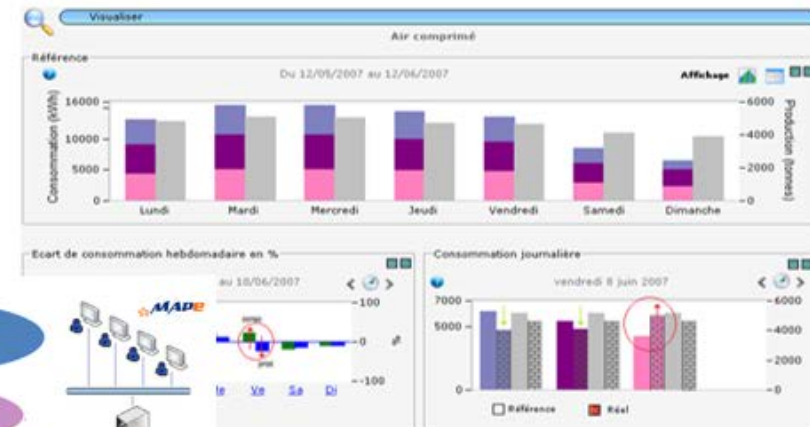 Visualiser
Air comprimé
Référence
Du 12/05/2007 au 12/06/2007
Affichage
Consommation (kWh)
16000
10000
5000
0
6000
4000
2000
0
Production (tonnes)
Lundi Mardi Mercredi Jeudi Vendredi Samedi Dimanche
Ecart de consommation hebdomadaire en %
au 10/06/2007
100
0
-100
%
Ve Sa Di
MAPe
Consommation journalière
vendredi 8 juin 2007
7000
5000
0
6000
4000
2000
0
Référence Réel